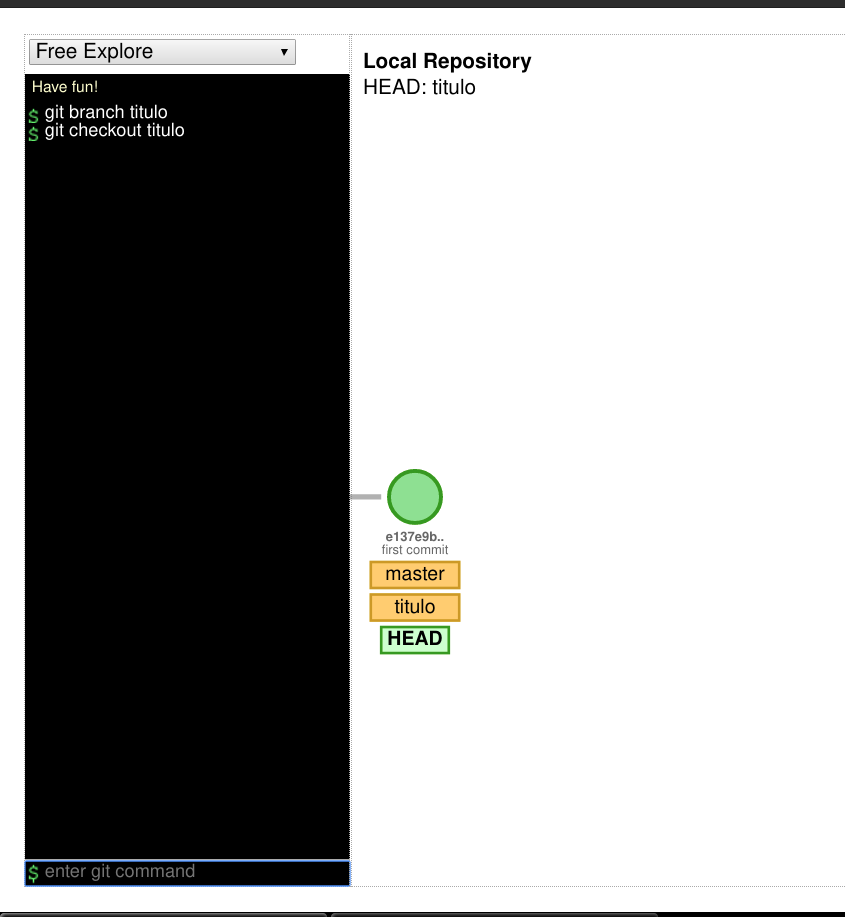 Free Explore
Have fun!
$ git branch titulo
$ git checkout titulo
$ enter git command
Local Repository
HEAD: titulo
e137e9b..
first commit
master
titulo
HEAD